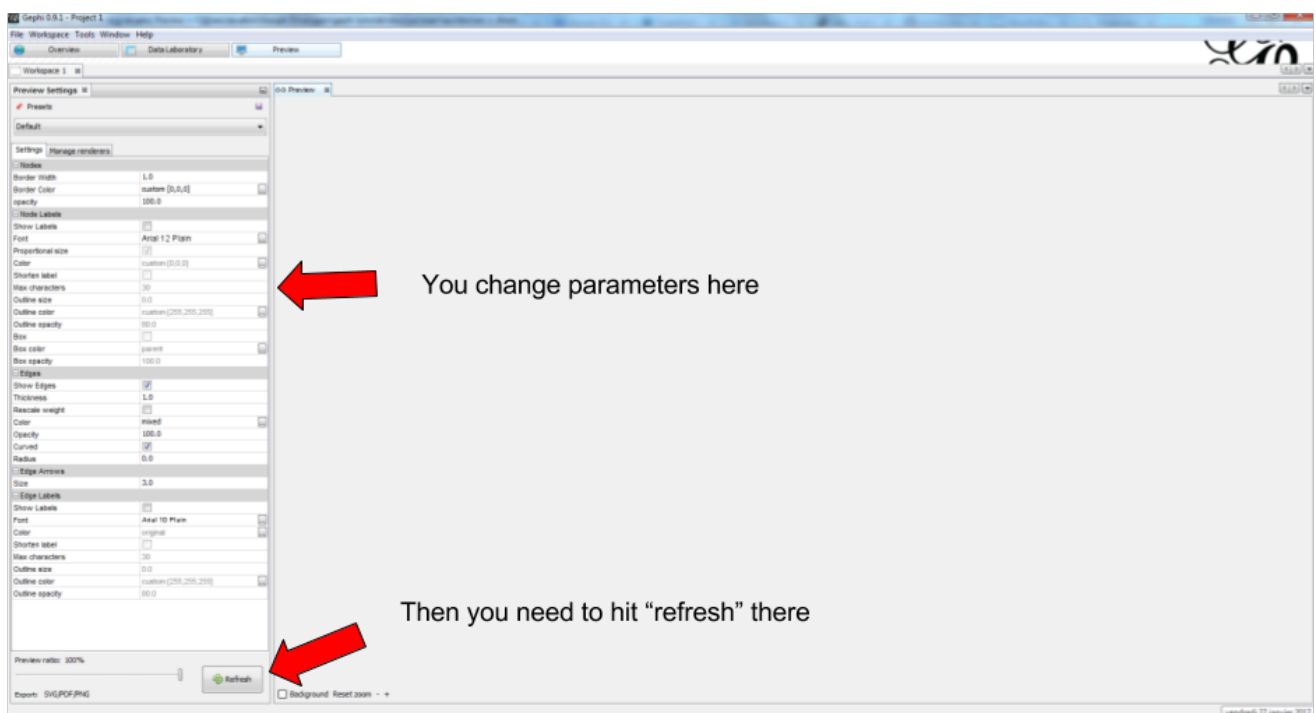 Gephi 0.9.1 - Project 1
File Workspace Tools Window Help
Overview Data Laboratory Preview
Workspace 1
Preview Settings Preview
Presets
Default
Settings Manage renderers
Nodes
Border Width 1.0
Border Color custom [0,0,0]
opacity 100.0
Node Labels
Show Labels
Font Arial 12 Plain
Proportional size
Color custom [0,0,0]
Shorten label
You change parameters here
Max characters 30
Outline size 0.0
Outline color custom [255,255,255]
Outline opacity 80.0
Box
Box color parent
Box opacity 100.0
Edges
Show Edges
Thickness 1.0
Rescale weight
Color mixed
Opacity 100.0
Curved
Radius 0.0
Edge Arrows
Size 3.0
Edge Labels
Show Labels
Font Arial 10 Plain
Color original
Shorten label
Max characters 30
Outline size 0.0
Outline color custom [255,255,255]
Outline opacity 80.0
Then you need to hit “refresh” there
Preview ratio: 100%
Refresh
Export: SVG/PDF/PNG
Background Reset zoom - +
vendredi 27 janvier 2017